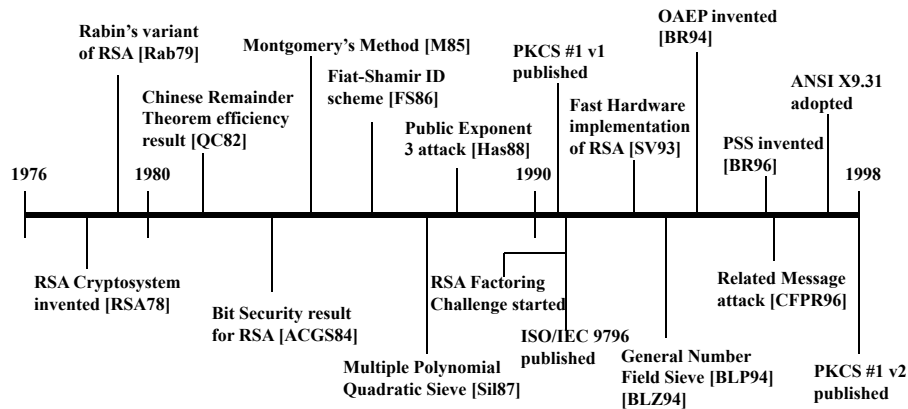 Rabin's variant
of RSA [Rab79]
Chinese Remainder
Theorem efficiency
result [QC82]
Montgomery's Method [M85]
Fiat-Shamir ID
scheme [FS86]
Public Exponent
3 attack [Has88]
PKCS #1 v1
published
Fast Hardware
implementation
of RSA [SV93]
OAEP invented
[BR94]
PSS invented
[BR96]
ANSI X9.31
adopted
1976
1980
1990
1998
RSA Cryptosystem
invented [RSA78]
Bit Security result
for RSA [ACGS84]
Multiple Polynomial
Quadratic Sieve [Sil87]
RSA Factoring
Challenge started
ISO/IEC 9796
published
General Number
Field Sieve [BLP94]
[BLZ94]
Related Message
attack [CFPR96]
PKCS #1 v2
published